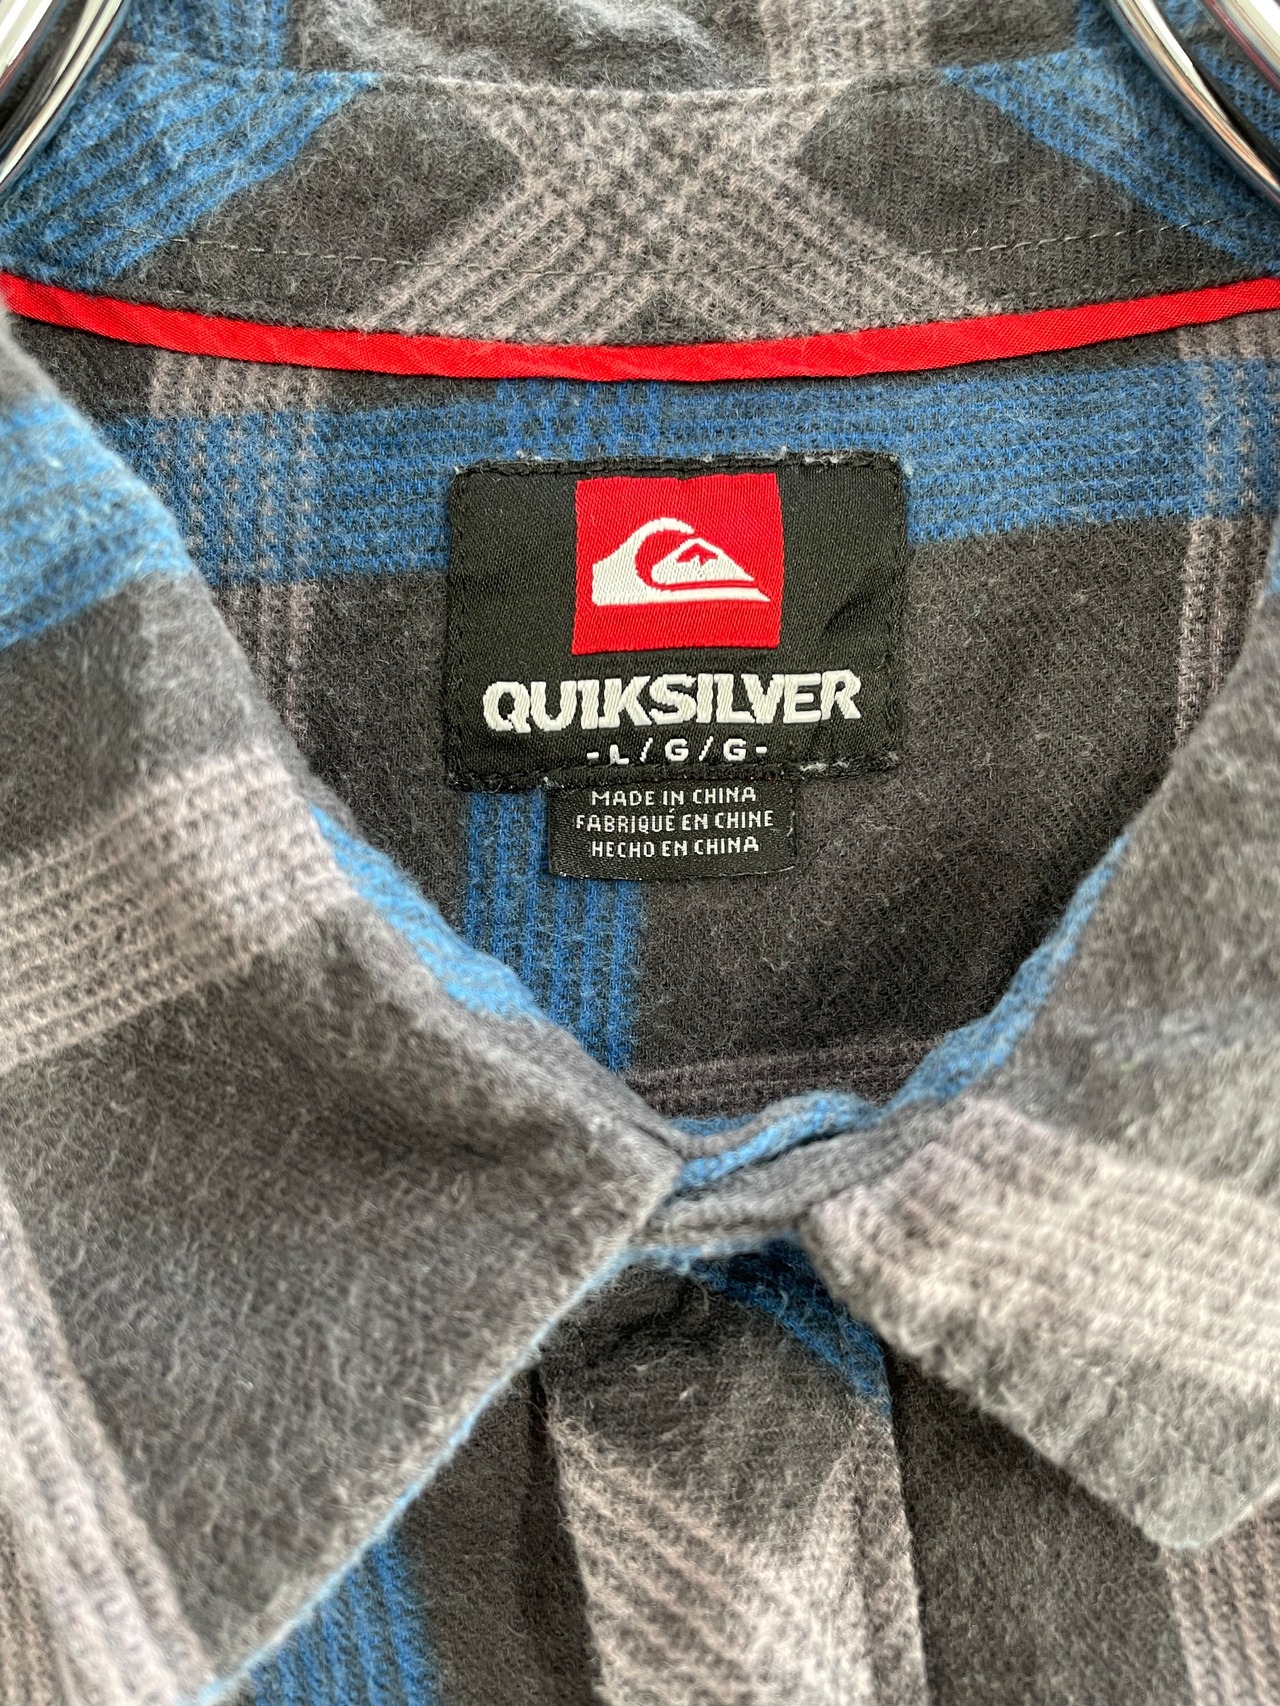 QUIKSILVER
-L/G/G-
MADE IN CHINA
FABRIQUÉ EN CHINE
HECHO EN CHINA